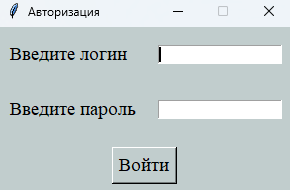 Авторизация
Введите логин
Введите пароль
Войти